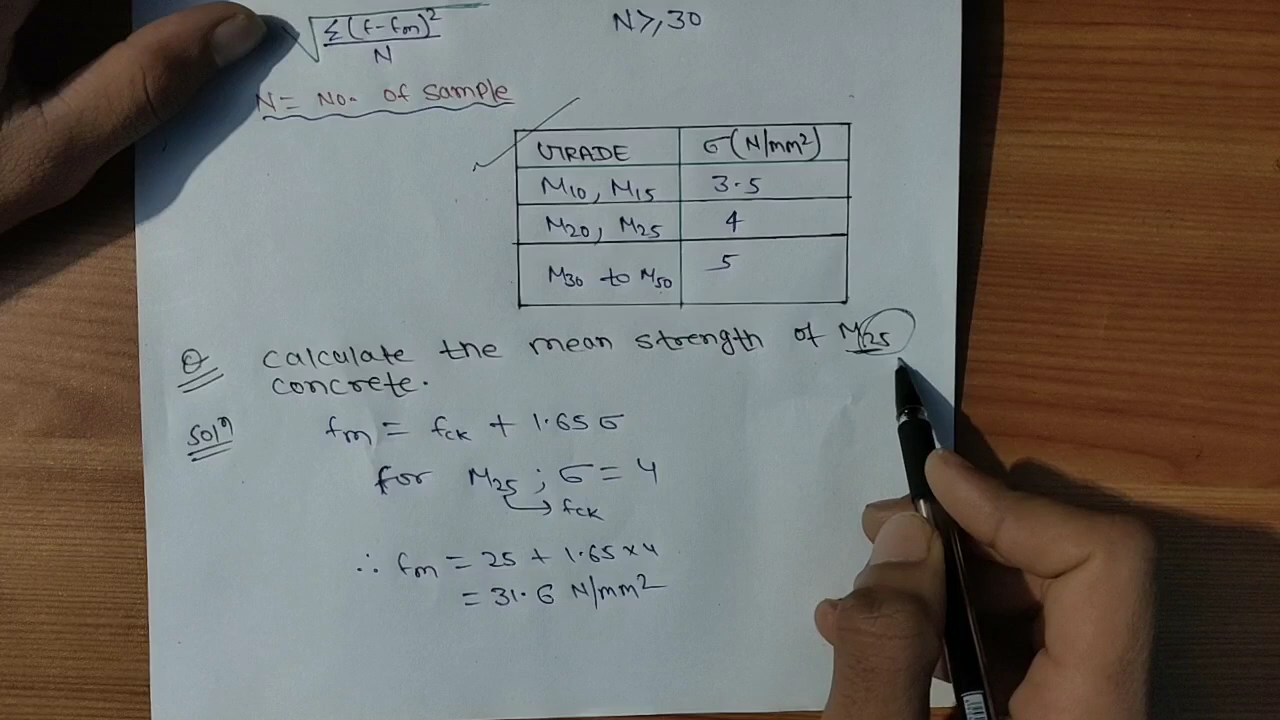 √(Σ(f-fm)²/N) N≥30
N = No. of sample
GRADE σ(N/mm²)
M10, M15 3.5
M20, M25 4
M30 to M50 5
Q Calculate the mean strength of M25
concrete.
Solⁿ fm = fck + 1.65σ
for M25 ; σ = 4
↳ fck
∴ fm = 25 + 1.65×4
= 31.6 N/mm²